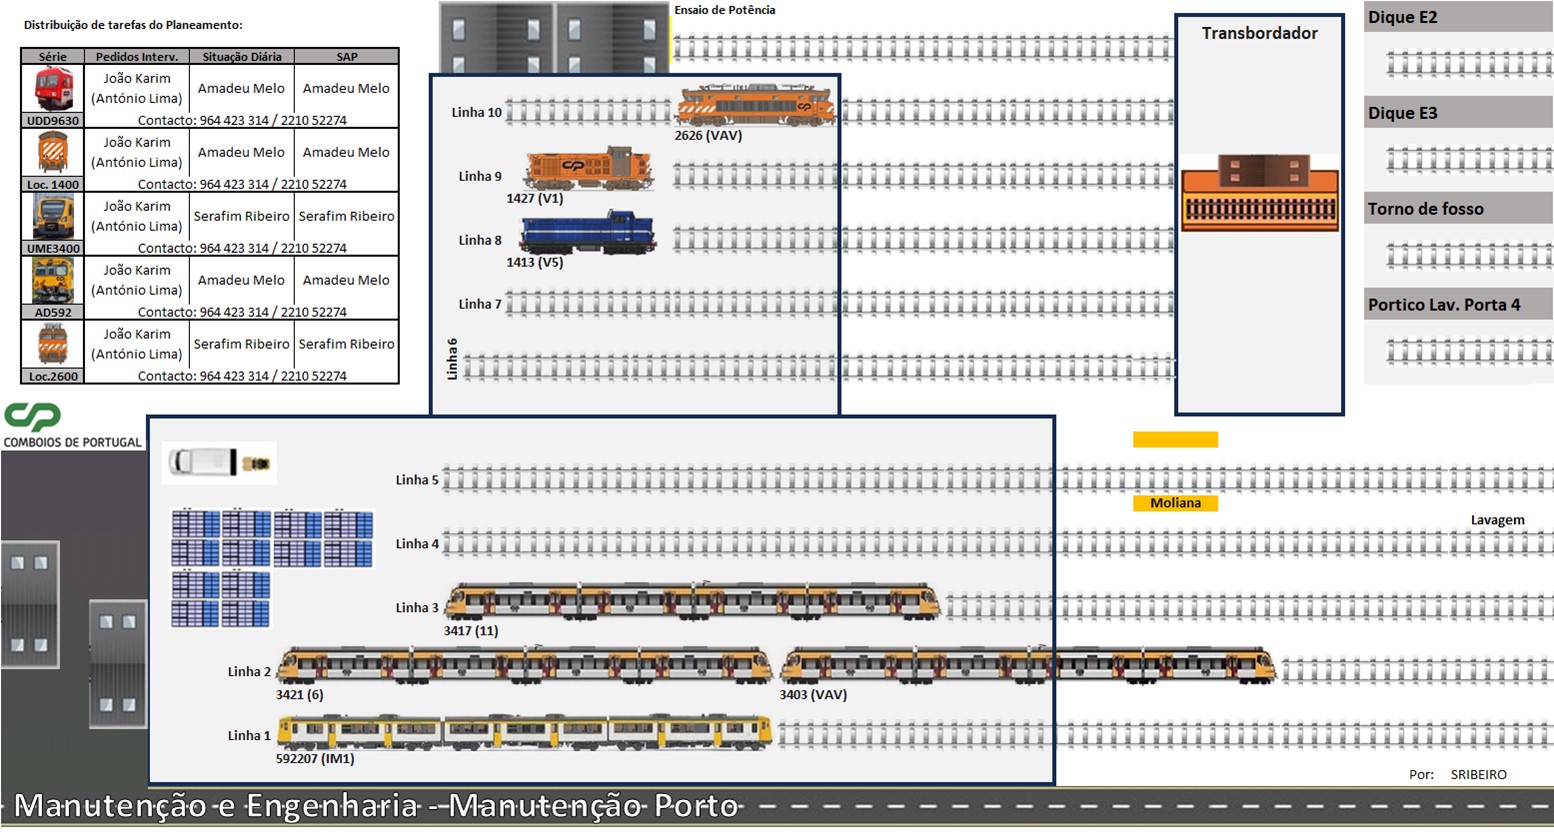 Distribuição de tarefas do Planeamento:
Série Pedidos Interv. Situação Diária SAP
João Karim
(António Lima) Amadeu Melo Amadeu Melo
UDD9630 Contacto: 964 423 314 / 2210 52274
João Karim
(António Lima) Amadeu Melo Amadeu Melo
Loc. 1400 Contacto: 964 423 314 / 2210 52274
João Karim
(António Lima) Serafim Ribeiro Serafim Ribeiro
UME3400 Contacto: 964 423 314 / 2210 52274
João Karim
(António Lima) Amadeu Melo Amadeu Melo
AD592 Contacto: 964 423 314 / 2210 52274
João Karim
(António Lima) Serafim Ribeiro Serafim Ribeiro
Loc.2600 Contacto: 964 423 314 / 2210 52274
CP
COMBOIOS DE PORTUGAL
Ensaio de Potência
Linha 10
2626 (VAV)
Linha 9
1427 (V1)
Linha 8
1413 (V5)
Linha 7
Linha 6
Transbordador
Dique E2
Dique E3
Torno de fosso
Portico Lav. Porta 4
Linha 5
Moliana
Lavagem
Linha 4
Linha 3
3417 (11)
Linha 2
3421 (6)
3403 (VAV)
Linha 1
592207 (IM1)
Por: SRIBEIRO
Manutenção e Engenharia - Manutenção Porto